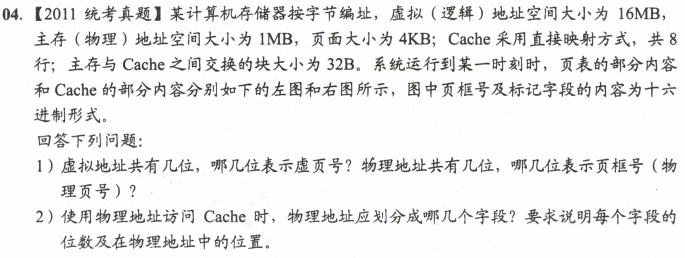 04.【2011 统考真题】某计算机存储器按字节编址，虚拟（逻辑）地址空间大小为 16MB，
主存（物理）地址空间大小为 1MB，页面大小为 4KB；Cache 采用直接映射方式，共 8
行；主存与 Cache 之间交换的块大小为 32B。系统运行到某一时刻时，页表的部分内容
和 Cache 的部分内容分别如下的左图和右图所示，图中页框号及标记字段的内容为十六
进制形式。
回答下列问题：
1）虚拟地址共有几位，哪几位表示虚页号？物理地址共有几位，哪几位表示页框号（物
理页号）？
2）使用物理地址访问 Cache 时，物理地址应划分成哪几个字段？要求说明每个字段的
位数及在物理地址中的位置。